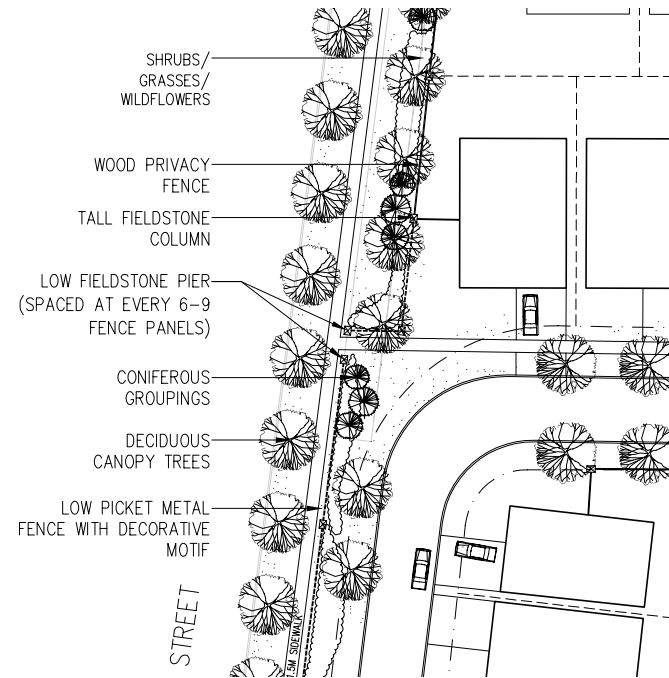 SHRUBS/
GRASSES/
WILDFLOWERS
WOOD PRIVACY
FENCE
TALL FIELDSTONE
COLUMN
LOW FIELDSTONE PIER
(SPACED AT EVERY 6-9
FENCE PANELS)
CONIFEROUS
GROUPINGS
DECIDUOUS
CANOPY TREES
LOW PICKET METAL
FENCE WITH DECORATIVE
MOTIF
STREET
1.5M SIDEWALK